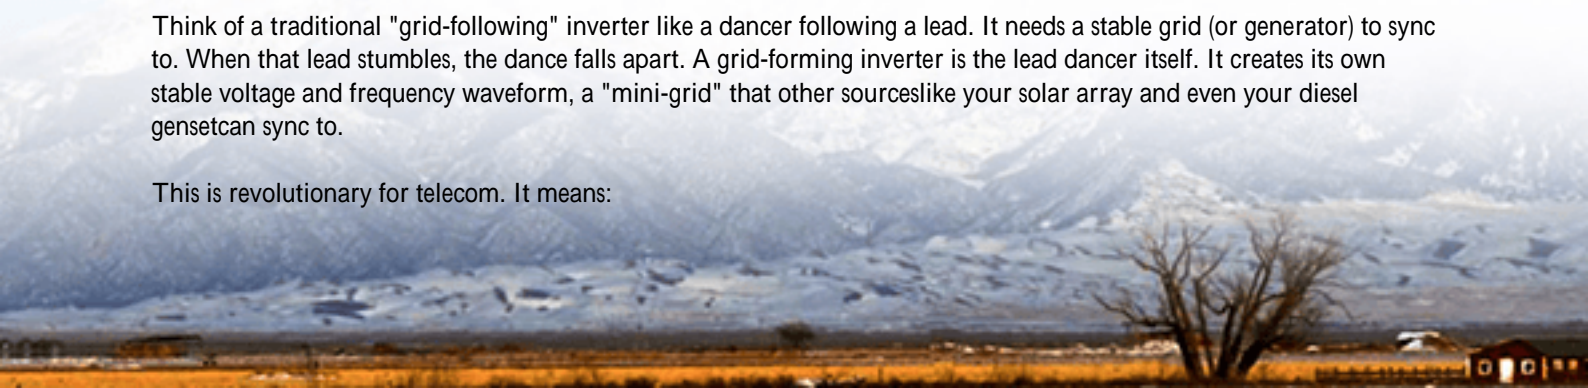 Think of a traditional "grid-following" inverter like a dancer following a lead. It needs a stable grid (or generator) to sync
to. When that lead stumbles, the dance falls apart. A grid-forming inverter is the lead dancer itself. It creates its own
stable voltage and frequency waveform, a "mini-grid" that other sourceslike your solar array and even your diesel
gensetcan sync to.
This is revolutionary for telecom. It means: